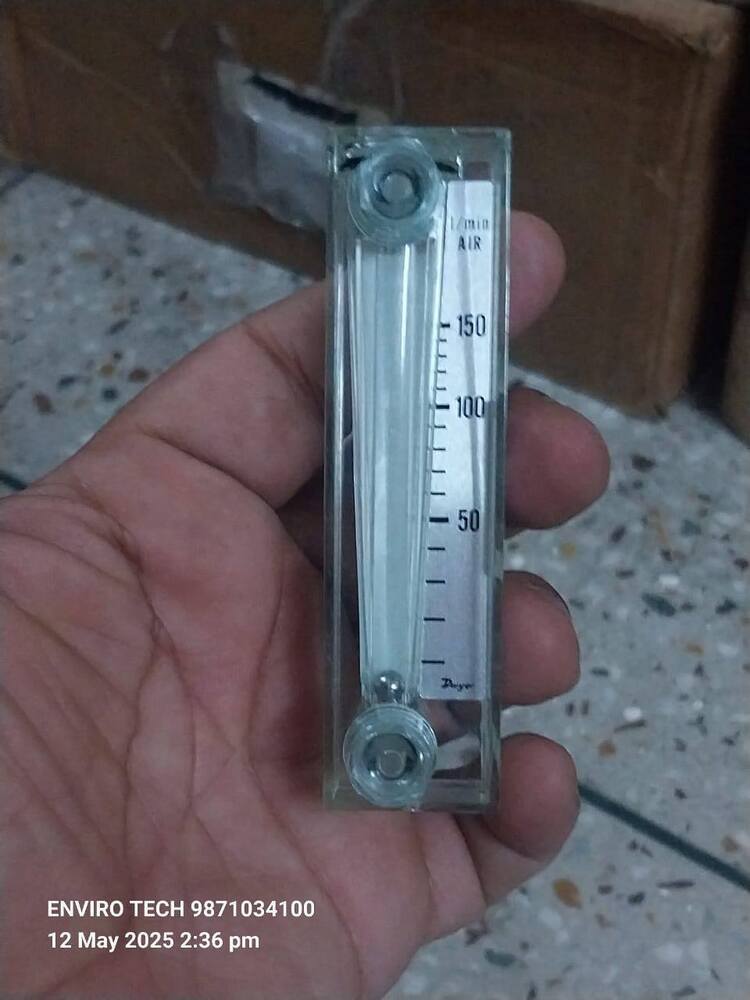 l/min
AIR
150
100
50
Dwyer
ENVIRO TECH 9871034100
12 May 2025 2:36 pm